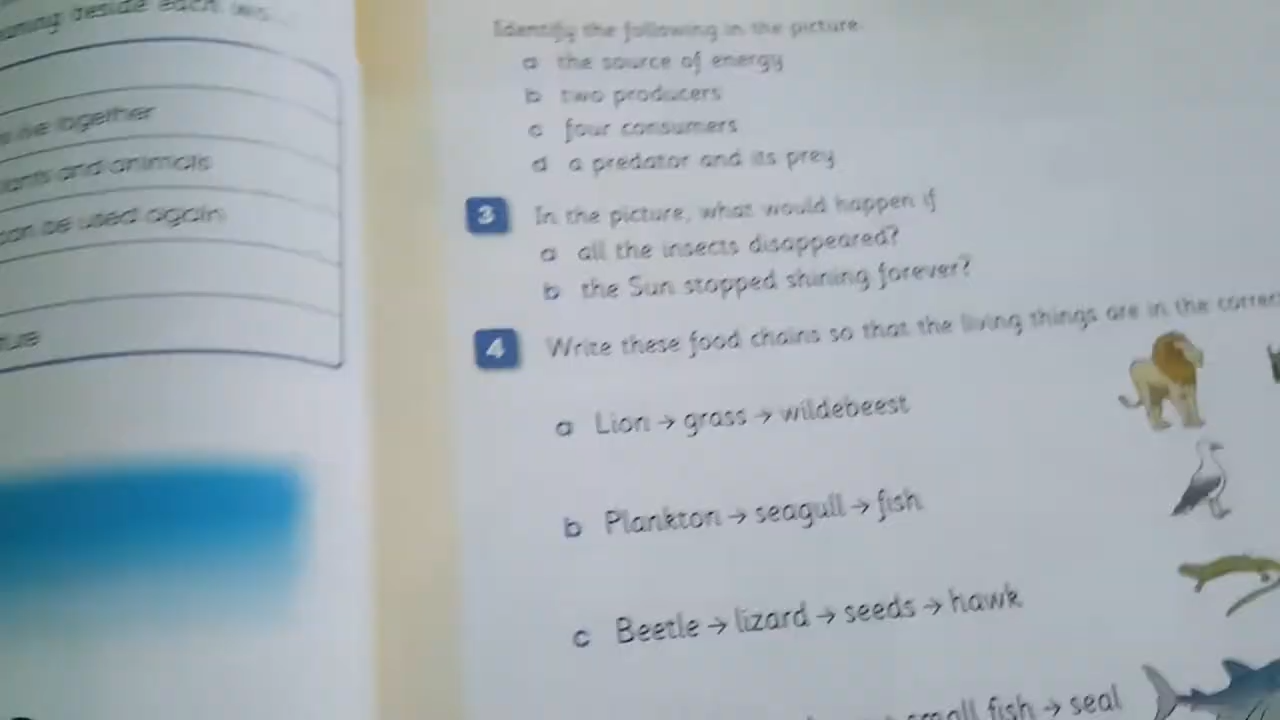 beside each
live together
and animals
can be used again
Identify the following in the picture.
a the source of energy
b two producers
c four consumers
d a predator and its prey
3 In the picture, what would happen if
a all the insects disappeared?
b the Sun stopped shining forever?
4 Write these food chains so that the living things are in the correct
a Lion → grass → wildebeest
b Plankton → seagull → fish
c Beetle → lizard → seeds → hawk
small fish → seal